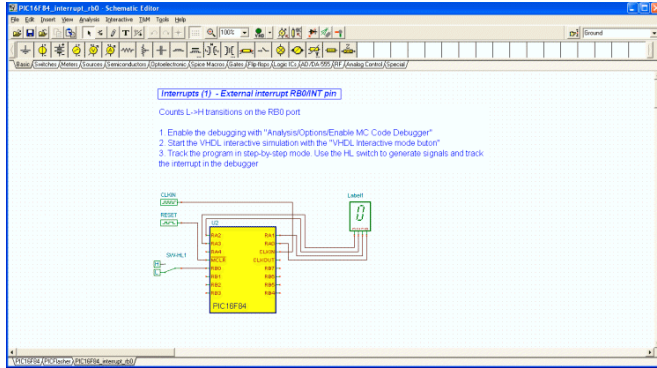 PIC16F84_interrupt_rb0 - Schematic Editor
File Edit Insert View Analysis Interactive T&M Tools Help
100%
Ground
Basic Switches Meters Sources Semiconductors Optoelectronic Spice Macros Gates Flip-flops Logic ICs AD/DA-555 RF Analog Control Special
Interrupts (1) - External interrupt RB0/INT pin
Counts L->H transitions on the RB0 port
1. Enable the debugging with "Analysis/Options/Enable MC Code Debugger"
2. Start the VHDL interactive simulation with the "VHDL Interactive mode buton"
3. Track the program in step-by-step mode. Use the HL switch to generate signals and track
the interrupt in the debugger
CLKIN
Label1
RESET
U2
RA2 RA1
RA3 RA0
RA4 CLKIN
MCLR CLKOUT
SW-HL1
H
L
RB0 RB7
RB1 RB6
RB2 RB5
RB3 RB4
PIC16F84
PIC16F84 PICFlasher PIC16F84_interrupt_rb0